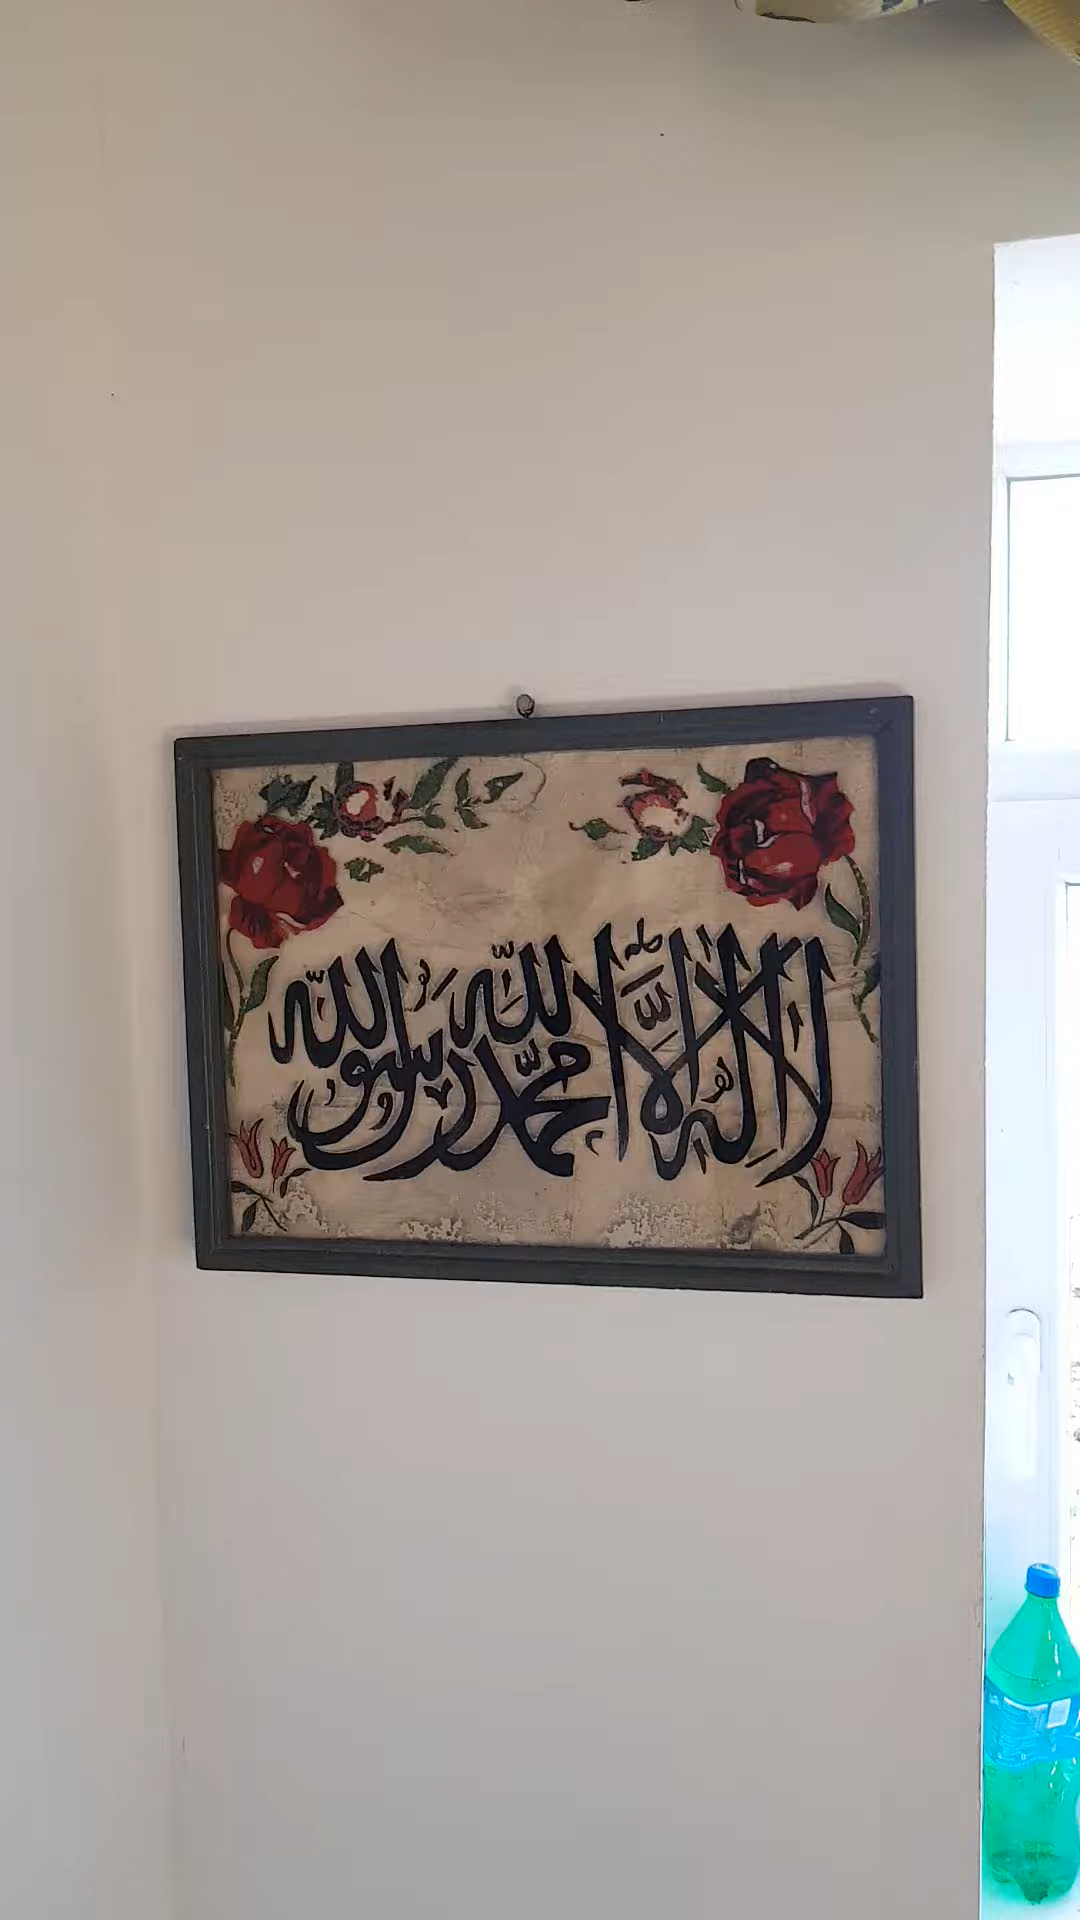 لا إله إلا الله محمد رسول الله